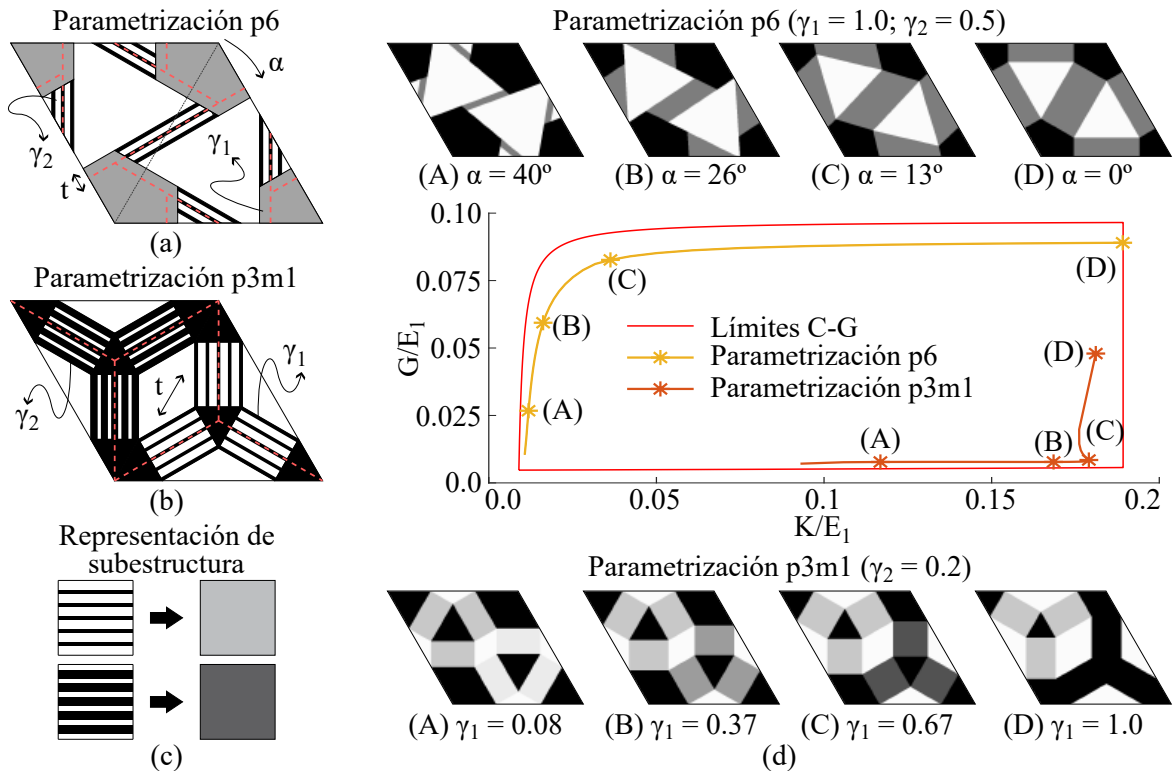 Parametrización p6
α
γ2
γ1
t
(a)
Parametrización p3m1
γ1
t
γ2
(b)
Representación de
subestructura
(c)
Parametrización p6 (γ1 = 1.0; γ2 = 0.5)
(A) α = 40º
(B) α = 26º
(C) α = 13º
(D) α = 0º
G/E1
0.10
0.075
0.050
0.025
0.0
0.0
0.05
0.1
0.15
0.2
K/E1
(A)
(B)
(C)
(D)
Límites C-G
Parametrización p6
Parametrización p3m1
(A)
(B)
(C)
(D)
Parametrización p3m1 (γ2 = 0.2)
(A) γ1 = 0.08
(B) γ1 = 0.37
(C) γ1 = 0.67
(D) γ1 = 1.0
(d)